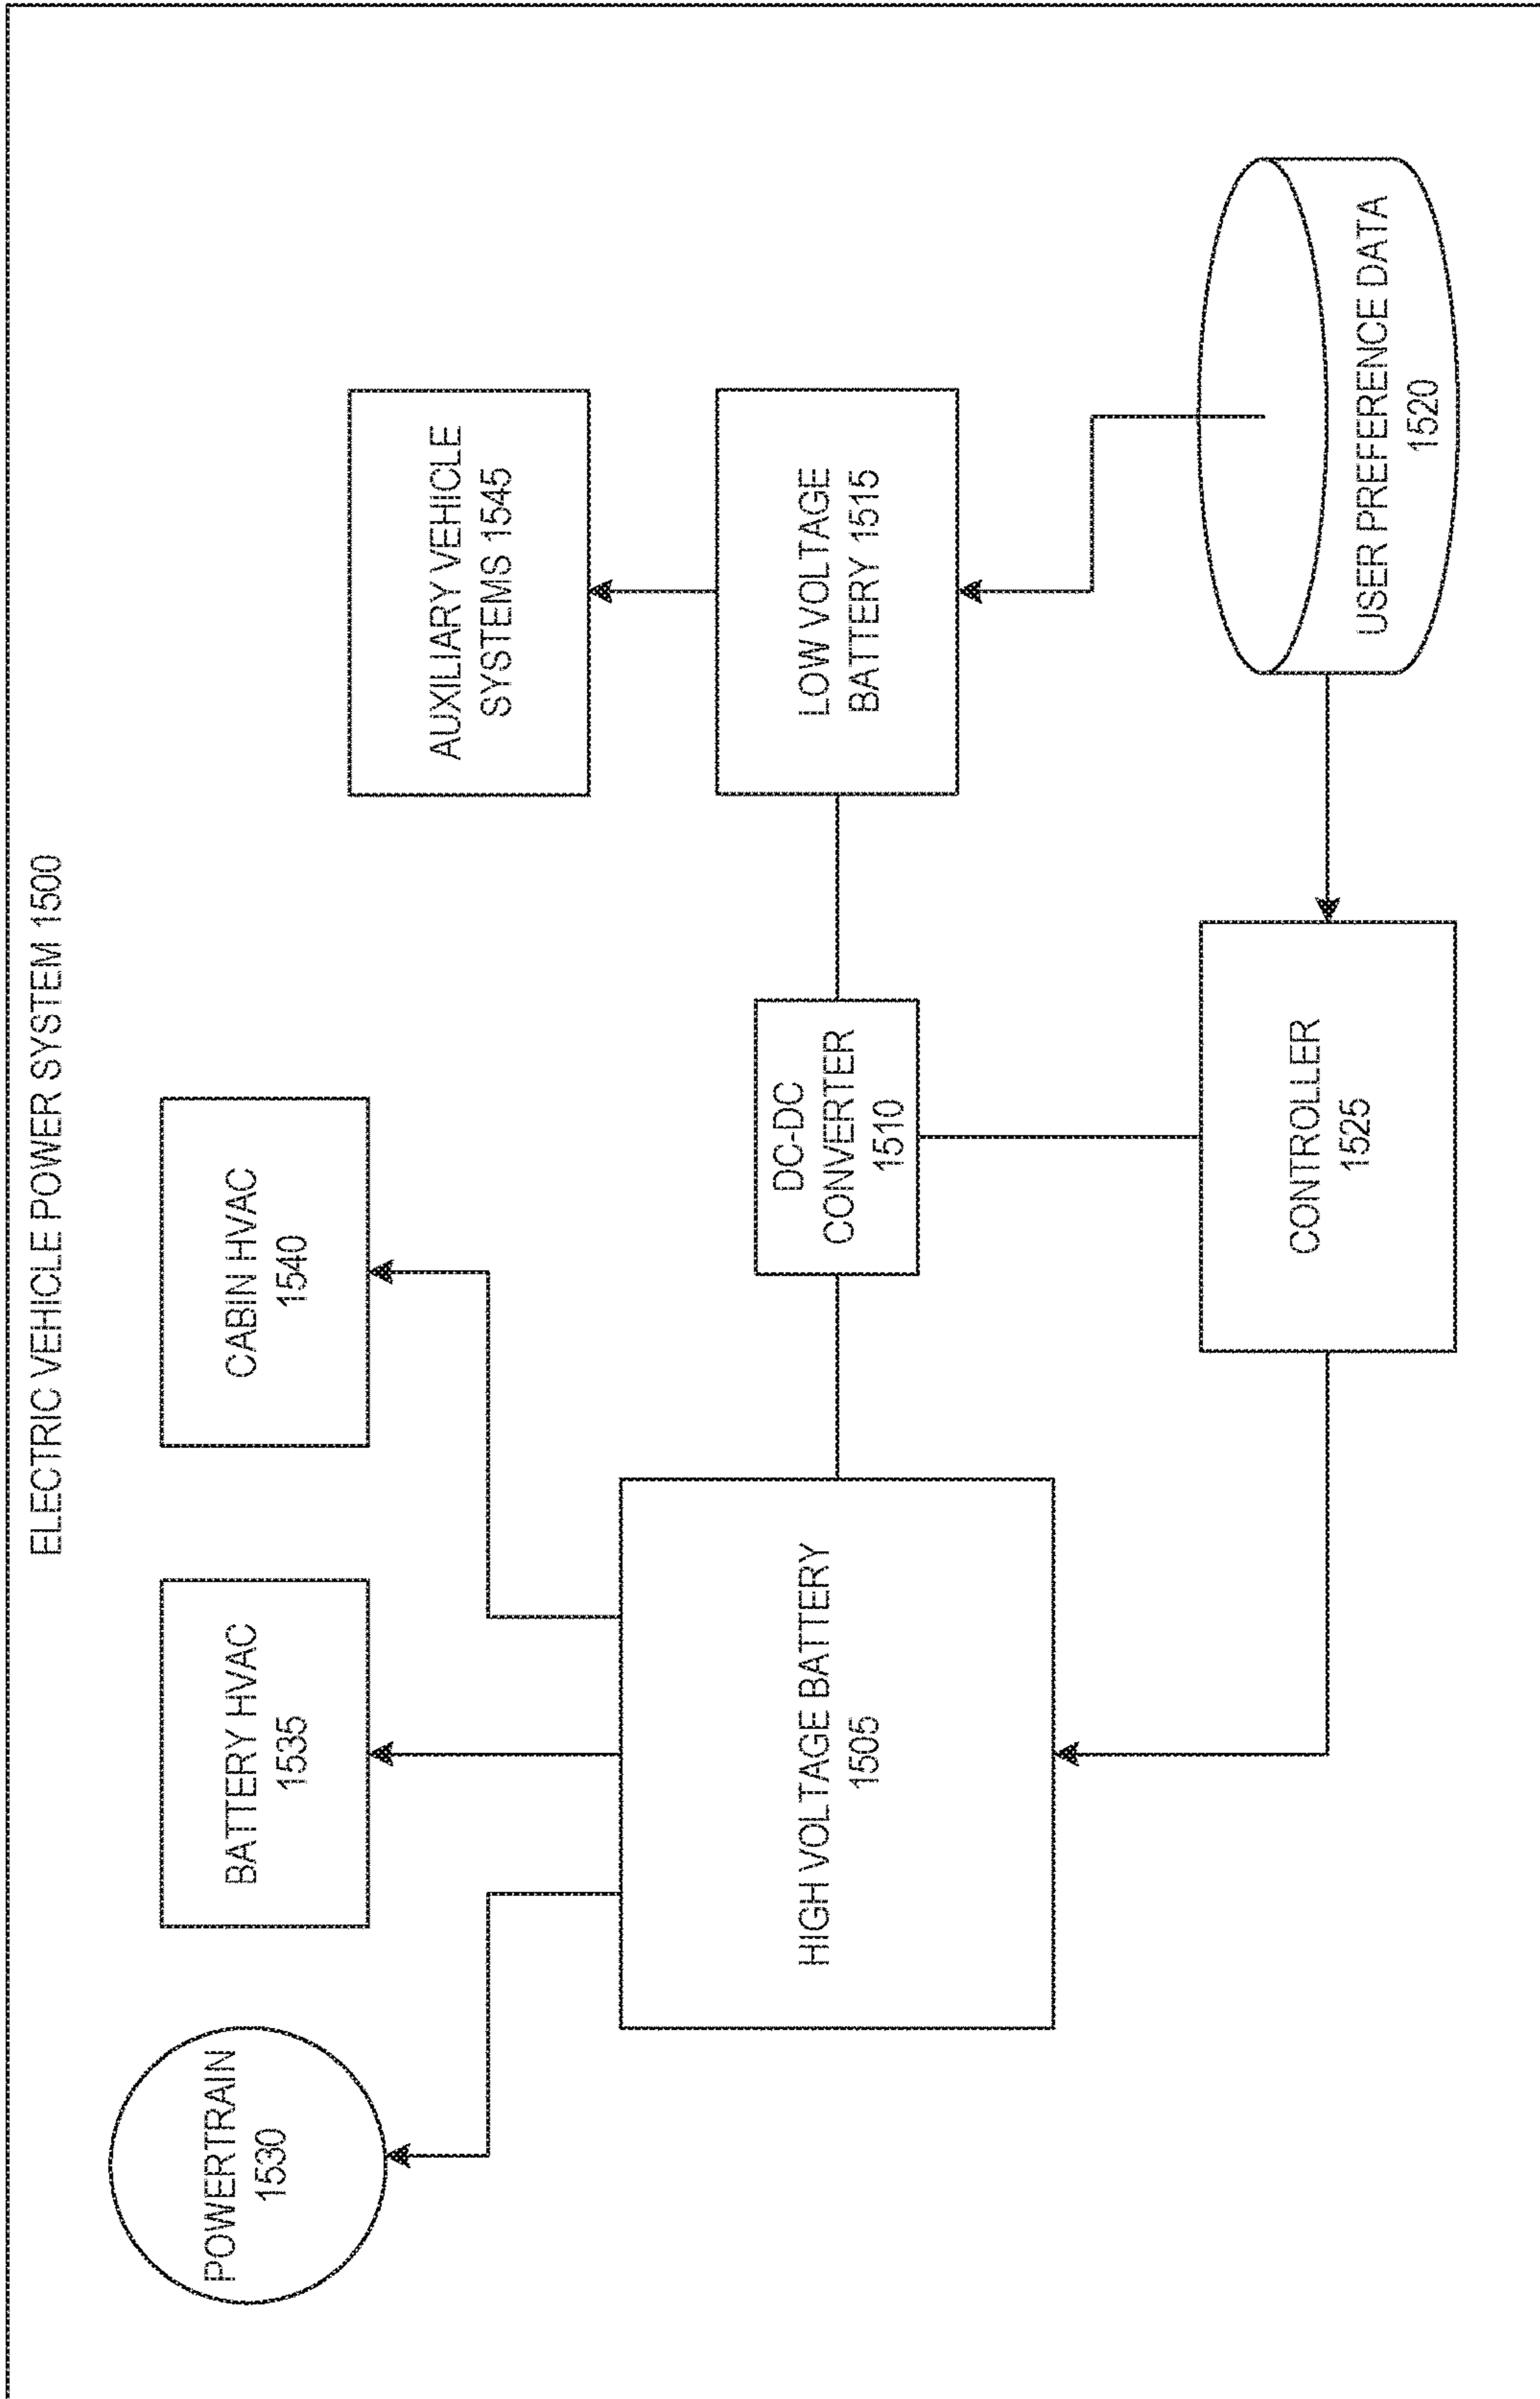 ELECTRIC VEHICLE POWER SYSTEM 1500
POWERTRAIN
1530
BATTERY HVAC
1535
CABIN HVAC
1540
AUXILIARY VEHICLE
SYSTEMS 1545
HIGH VOLTAGE BATTERY
1505
DC-DC
CONVERTER
1510
LOW VOLTAGE
BATTERY 1515
CONTROLLER
1525
USER PREFERENCE DATA
1520